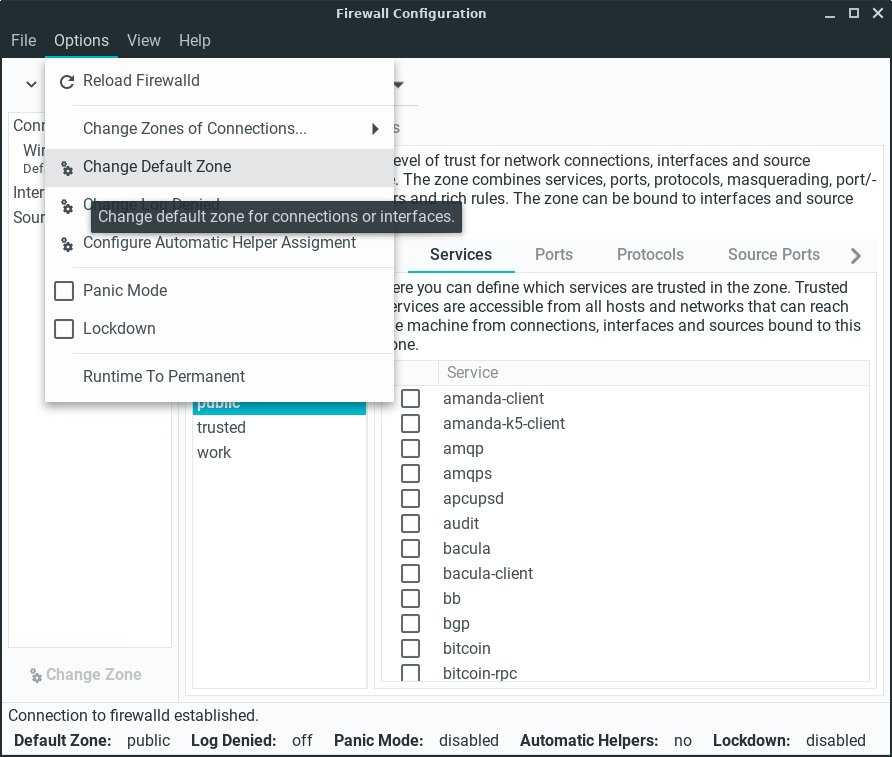 Firewall Configuration
File Options View Help
Reload Firewalld
Change Zones of Connections...
Change Default Zone
Change Log Denied
Change default zone for connections or interfaces.
Configure Automatic Helper Assigment
Panic Mode
Lockdown
Runtime To Permanent
evel of trust for network connections, interfaces and source
. The zone combines services, ports, protocols, masquerading, port/-
rs and rich rules. The zone can be bound to interfaces and source
Services Ports Protocols Source Ports
ere you can define which services are trusted in the zone. Trusted
ervices are accessible from all hosts and networks that can reach
e machine from connections, interfaces and sources bound to this
one.
public
trusted
work
Service
amanda-client
amanda-k5-client
amqp
amqps
apcupsd
audit
bacula
bacula-client
bb
bgp
bitcoin
bitcoin-rpc
Change Zone
Connection to firewalld established.
Default Zone: public Log Denied: off Panic Mode: disabled Automatic Helpers: no Lockdown: disabled